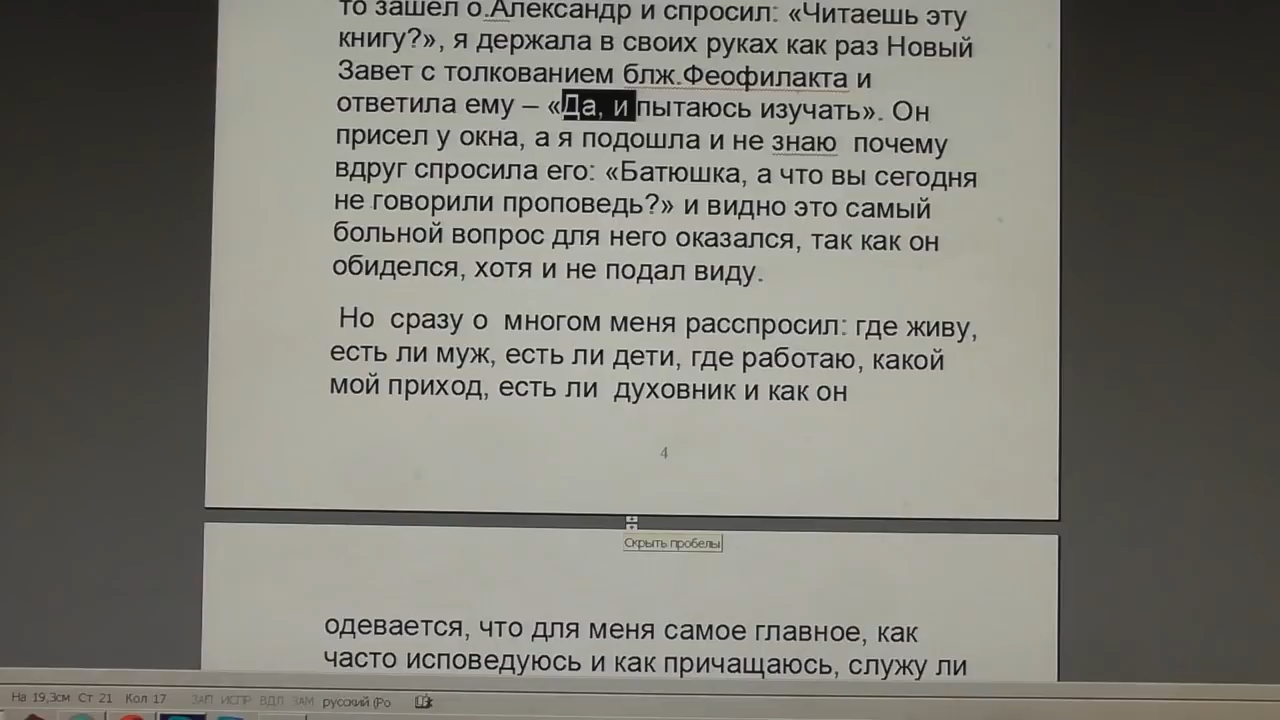 то зашел о.Александр и спросил: «Читаешь эту
книгу?», я держала в своих руках как раз Новый
Завет с толкованием блж.Феофилакта и
ответила ему – «Да, и пытаюсь изучать». Он
присел у окна, а я подошла и не знаю  почему
вдруг спросила его: «Батюшка, а что вы сегодня
не говорили проповедь?» и видно это самый
больной вопрос для него оказался, так как он
обиделся, хотя и не подал виду.
Но  сразу о  многом меня расспросил: где живу,
есть ли муж, есть ли дети, где работаю, какой
мой приход, есть ли  духовник и как он
4
Скрыть пробелы
одевается, что для меня самое главное, как
часто исповедуюсь и как причащаюсь, служу ли
На 19,3см Ст 21 Кол 17 ЗАП ИСПР ВДЛ ЗАМ русский (Ро